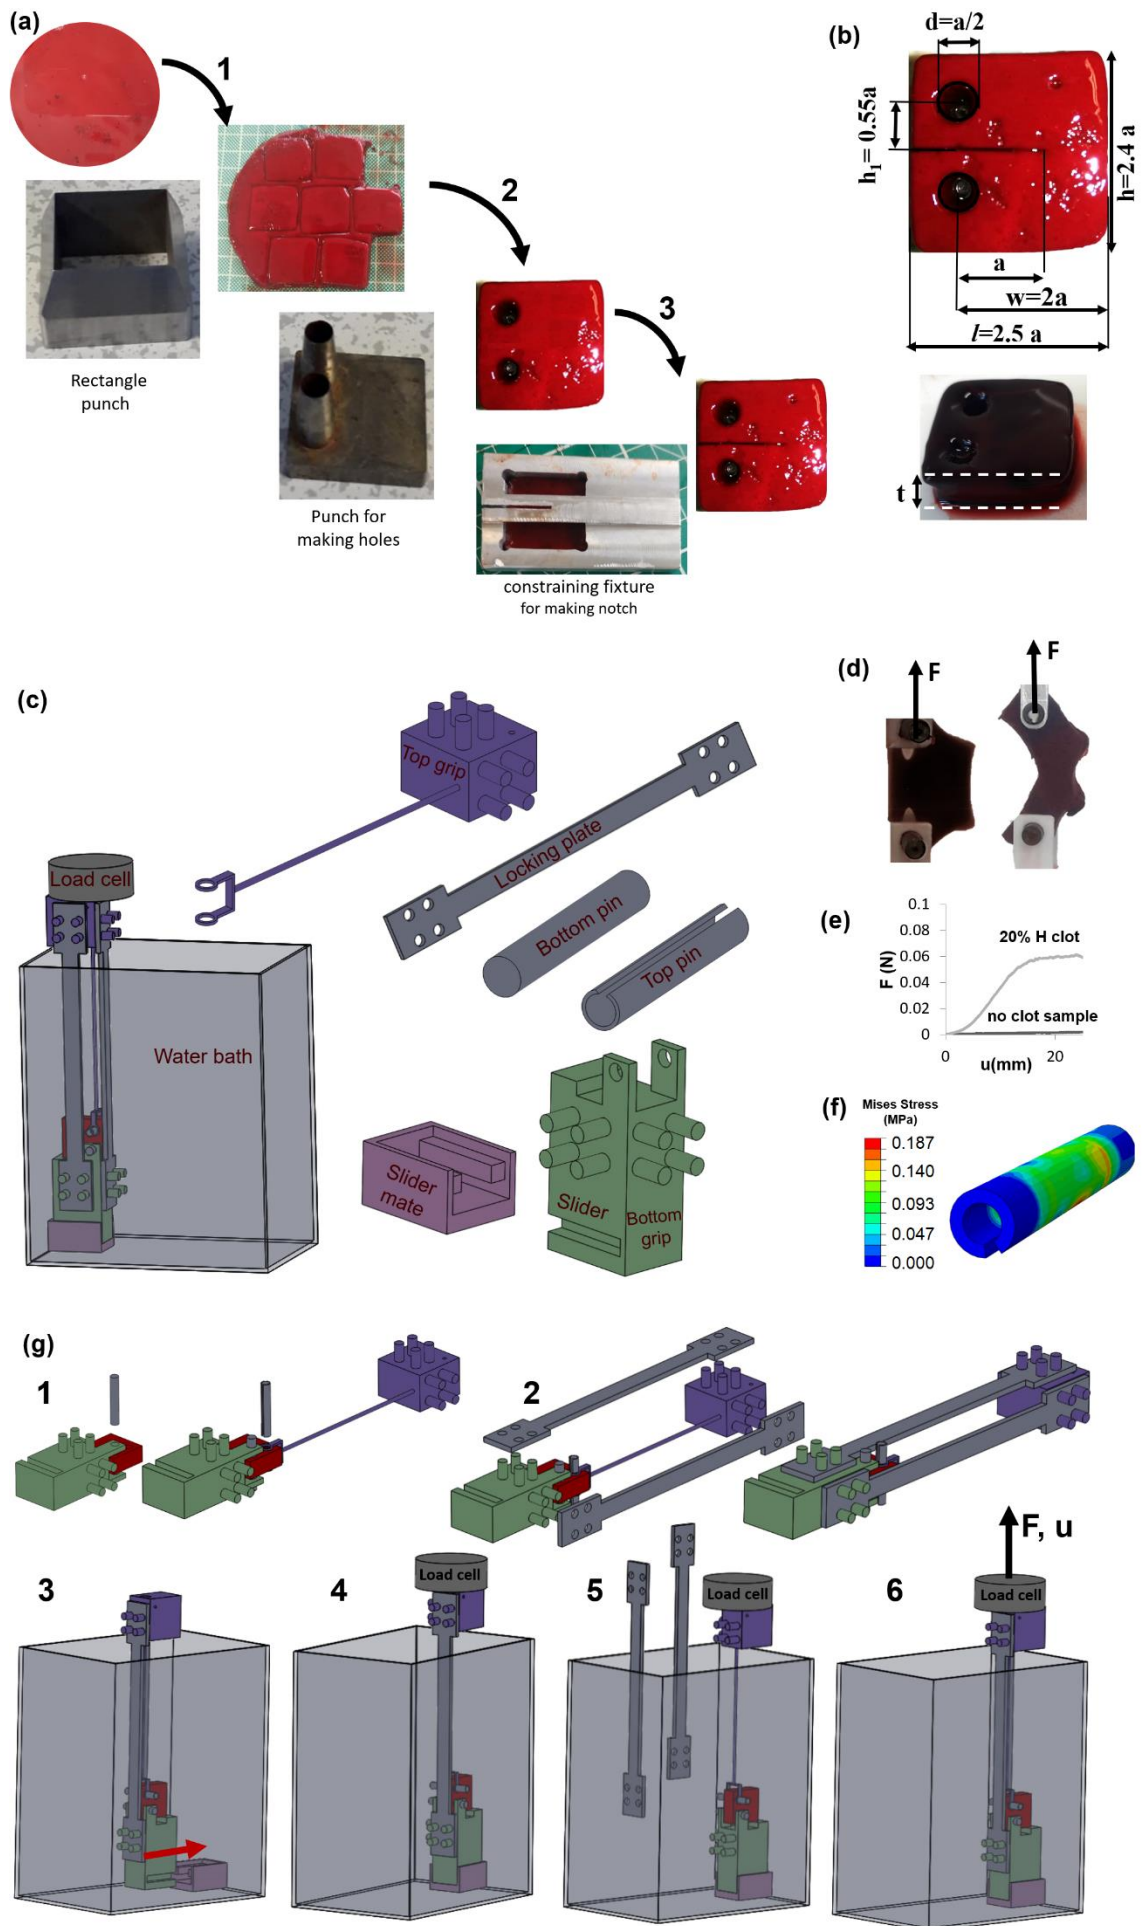 (a)
1
Rectangle
punch
2
Punch for
making holes
3
constraining fixture
for making notch
(b)
d=a/2
h₁= 0.55a
h=2.4 a
a
w=2a
l=2.5 a
t
(c)
Top grip
Load cell
Locking plate
Bottom pin
Top pin
Water bath
Slider
mate
Slider
Bottom
grip
(d)
F
F
(e)
0.1
0.08
0.06
0.04
0.02
0
F (N)
20% H clot
no clot sample
0
20
u(mm)
(f)
Mises Stress
(MPa)
0.187
0.140
0.093
0.047
0.000
(g)
1
2
3
4
Load cell
5
Load cell
6
F, u
Load cell